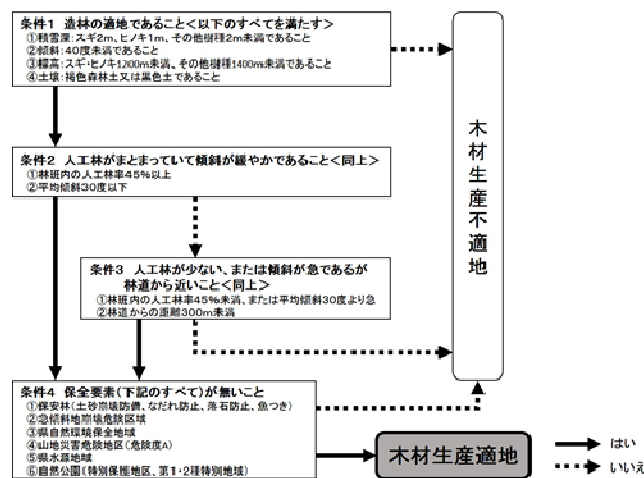 条件1 造林の適地であること<以下のすべてを満たす>
①積雪深：スギ2m、ヒノキ1m、その他樹種2m未満であること
②傾斜：40度未満であること
③標高：スギ・ヒノキ1200m未満、その他樹種1400m未満であること
④土壌：褐色森林土又は黒色土であること
条件2 人工林がまとまっていて傾斜が緩やかであること<同上>
①林班内の人工林率45%以上
②平均傾斜30度以下
条件3 人工林が少ない、または傾斜が急であるが
林道から近いこと<同上>
①林班内の人工林率45%未満、または平均傾斜30度より急
②林道からの距離300m未満
条件4 保全要素(下記のすべて)が無いこと
①保安林(土砂崩壊防備、なだれ防止、落石防止、魚つき)
②急傾斜地崩壊危険区域
③県自然環境保全地域
④山地災害危険地区(危険度A)
⑤県水源地域
⑥自然公園(特別保護地区、第1・2種特別地域)
木材生産不適地
木材生産適地
はい
いいえ